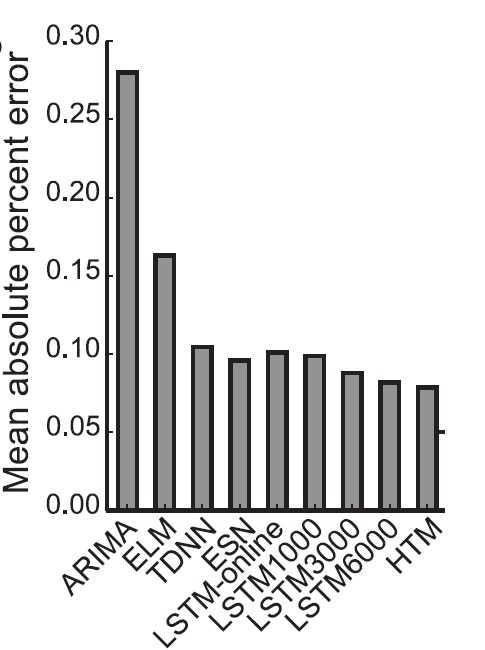 Mean absolute percent error
0.30
0.25
0.20
0.15
0.10
0.05
0.00
ARIMA
ELM
TDNN
ESN
LSTM-online
LSTM1000
LSTM3000
LSTM6000
HTM